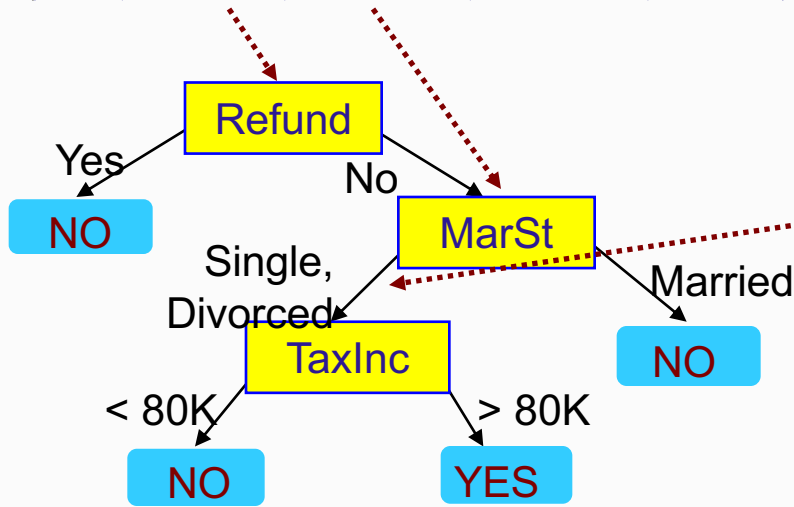 Refund
Yes
No
NO
MarSt
Single,
Divorced
Married
TaxInc
NO
< 80K
> 80K
NO
YES